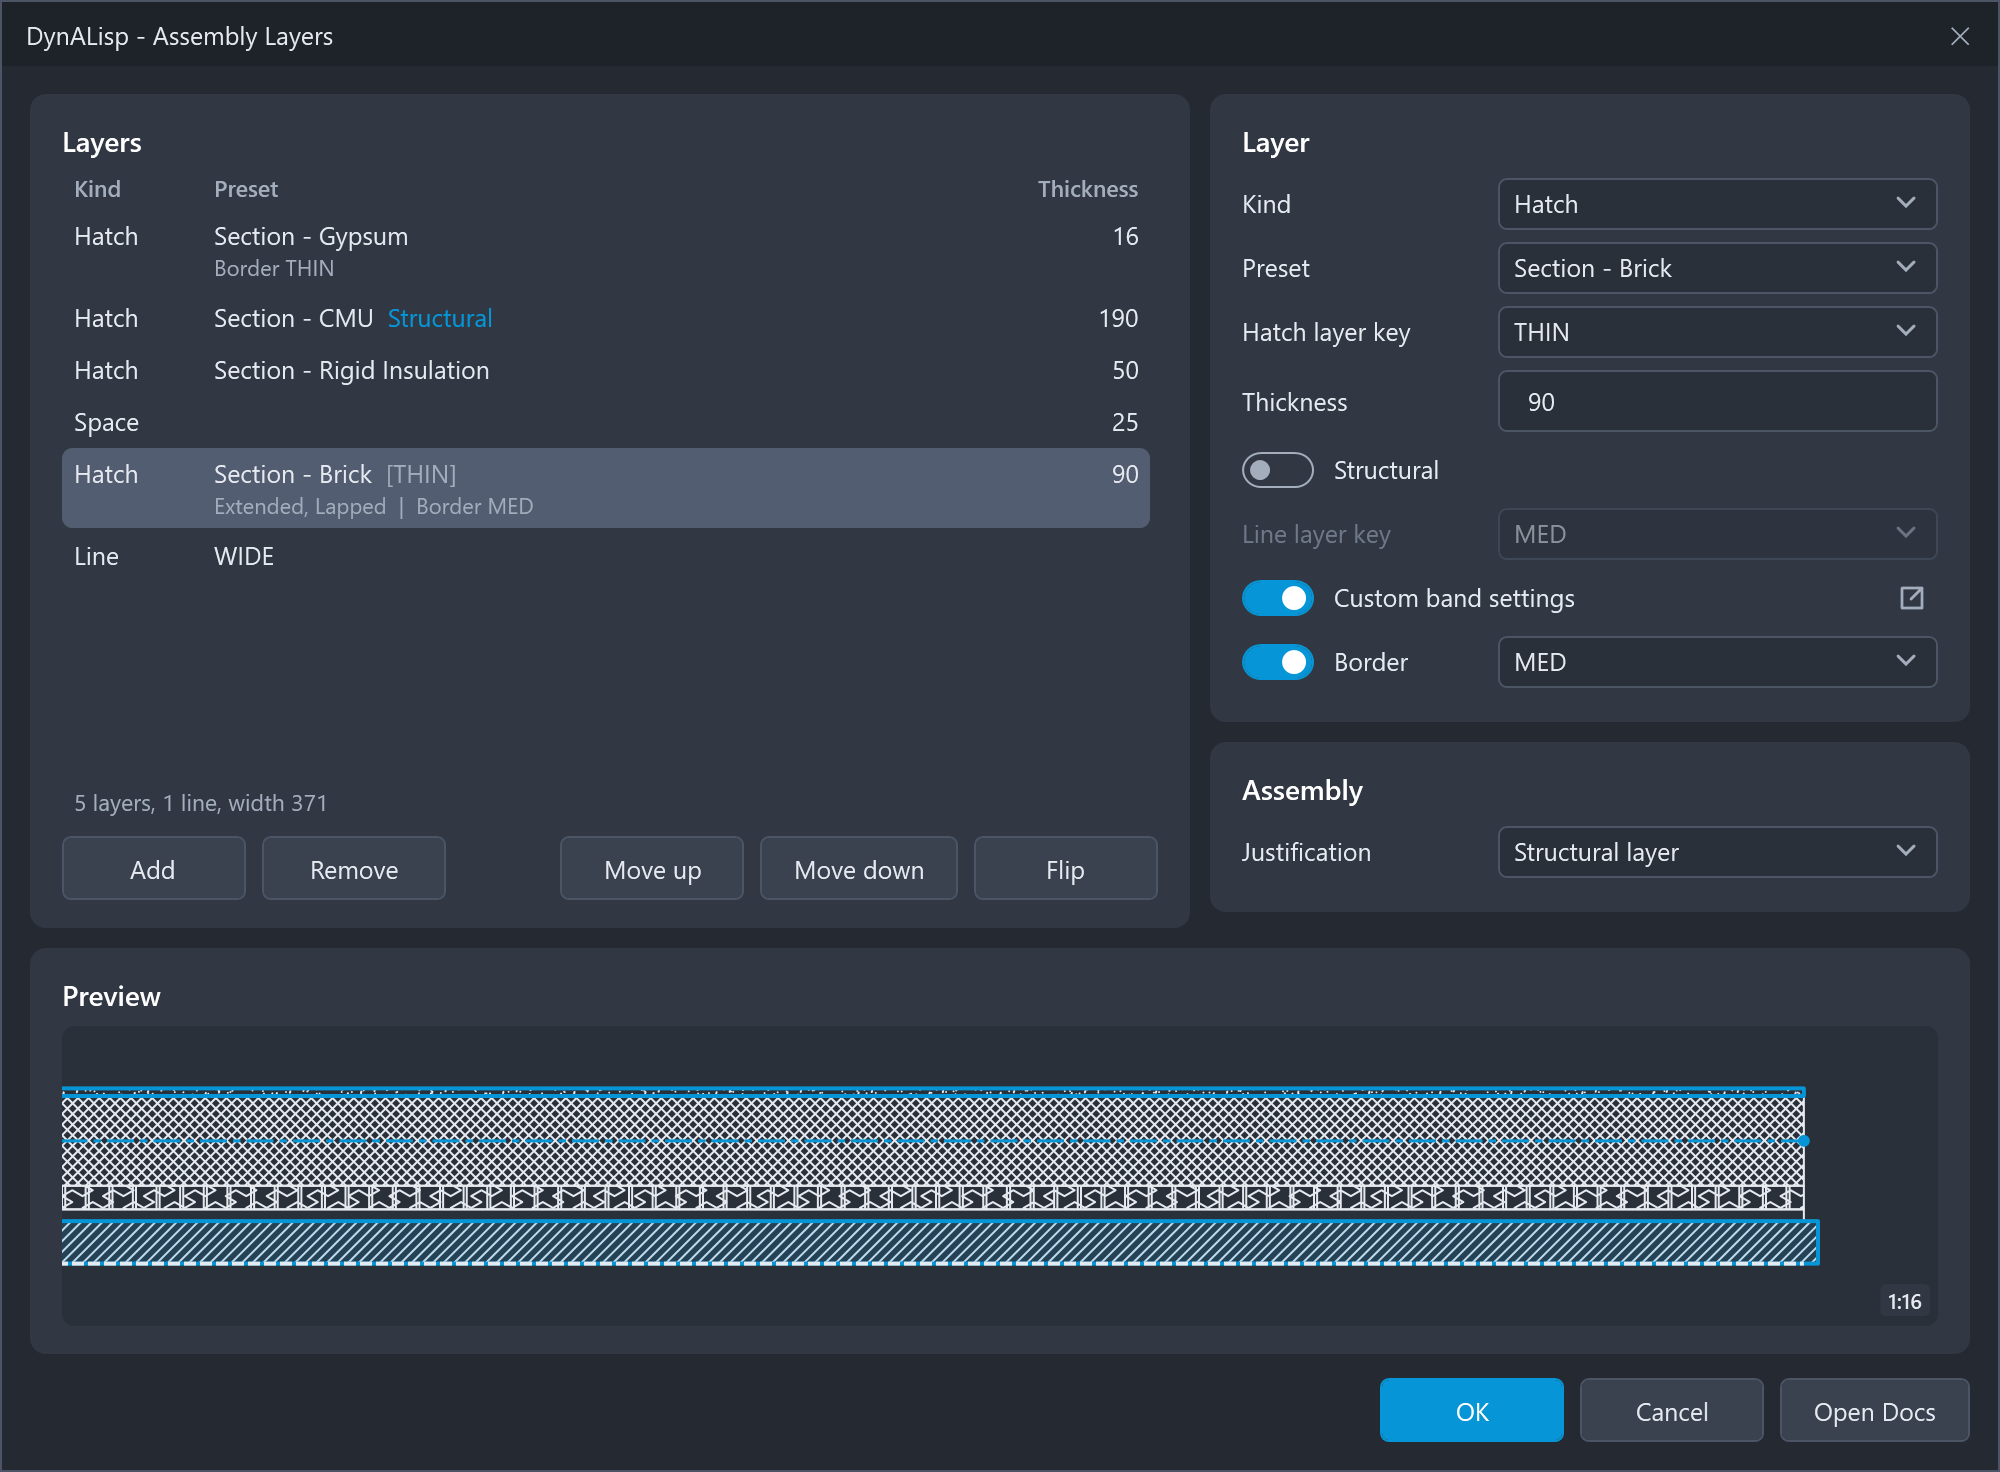 DynALisp - Assembly Layers
Layers
Kind Preset Thickness
Hatch Section - Gypsum 16
Border THIN
Hatch Section - CMU Structural 190
Hatch Section - Rigid Insulation 50
Space 25
Hatch Section - Brick [THIN] 90
Extended, Lapped | Border MED
Line WIDE
5 layers, 1 line, width 371
Add Remove Move up Move down Flip
Layer
Kind Hatch
Preset Section - Brick
Hatch layer key THIN
Thickness 90
Structural
Line layer key MED
Custom band settings
Border MED
Assembly
Justification Structural layer
Preview
1:16
OK Cancel Open Docs